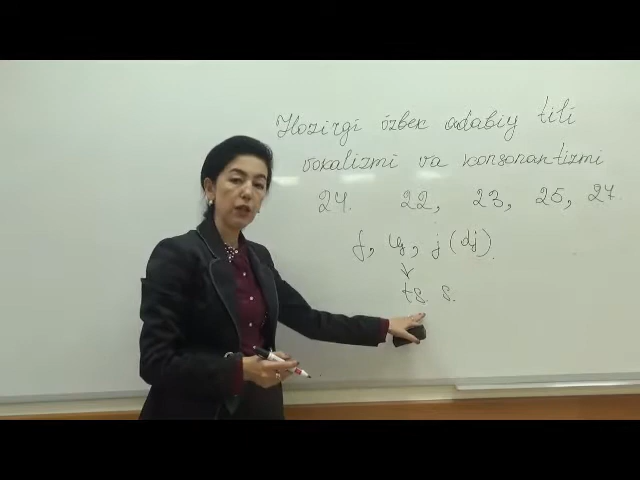 Hozirgi özbek adabiy tili
vokalizmi va konsonantizmi
24. 22, 23, 25, 27.
f, ц, j (dj).
ts. s.